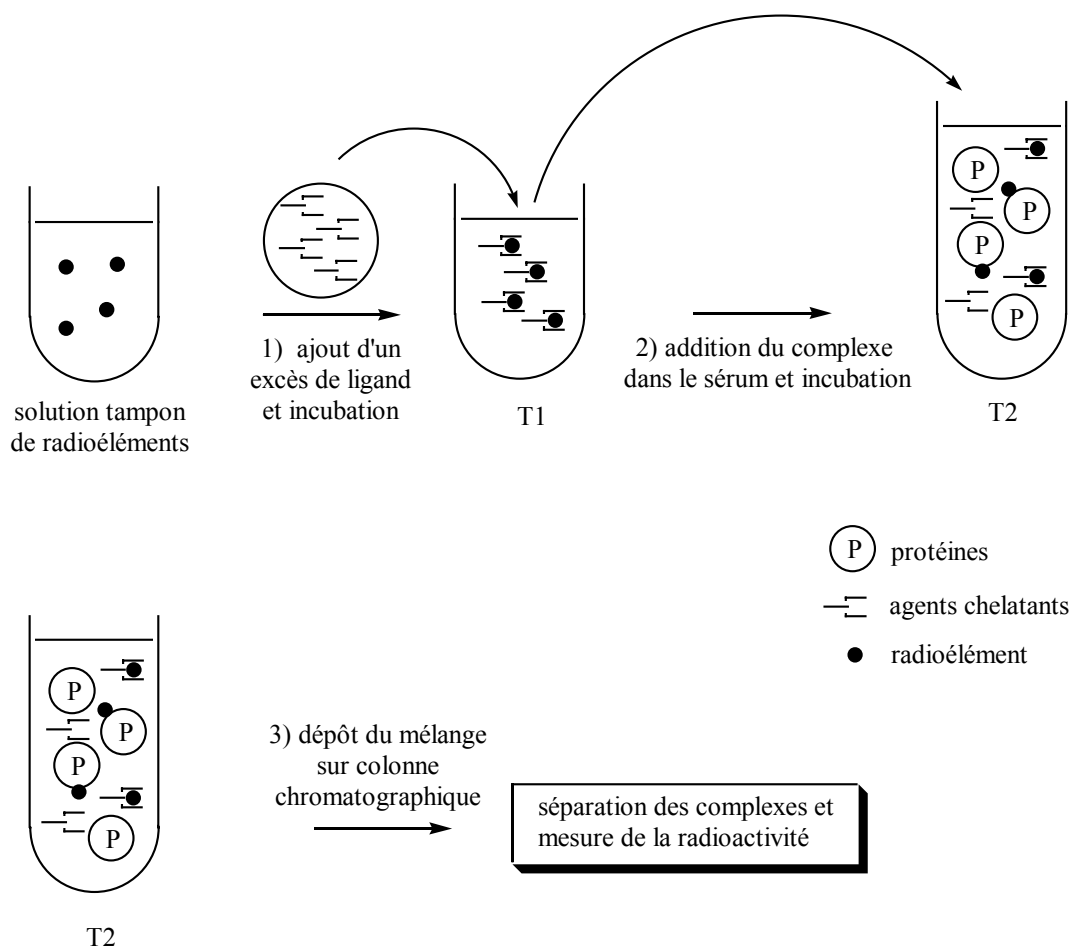 1) ajout d'un
excès de ligand
et incubation
solution tampon
de radioéléments
T1
2) addition du complexe
dans le sérum et incubation
P
P
P
P
T2
P protéines
agents chelatants
radioélément
P
P
P
P
T2
3) dépôt du mélange
sur colonne
chromatographique
séparation des complexes et
mesure de la radioactivité